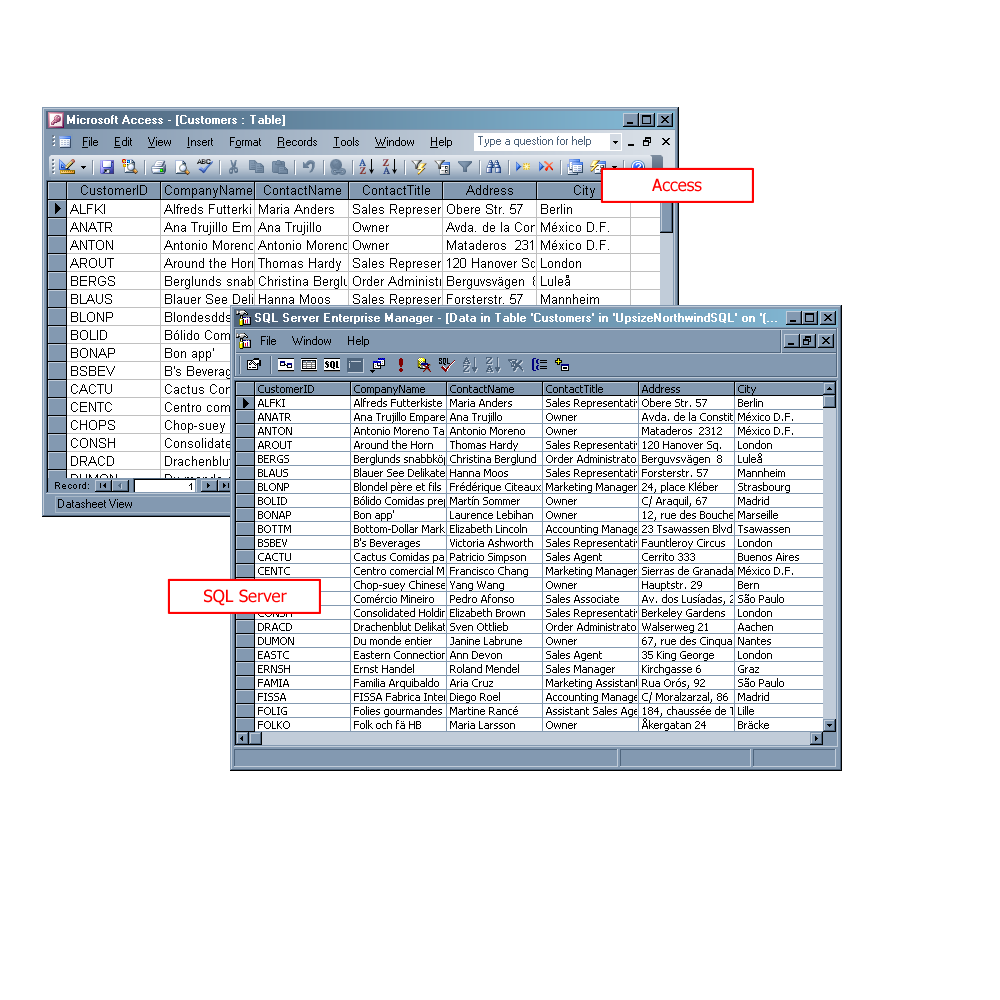 Microsoft Access - [Customers : Table]
File Edit View Insert Format Records Tools Window Help Type a question for help
Access
CustomerID CompanyName ContactName ContactTitle Address City
ALFKI Alfreds Futterki Maria Anders Sales Represer Obere Str. 57 Berlin
ANATR Ana Trujillo Em Ana Trujillo Owner Avda. de la Con México D.F.
ANTON Antonio Moreno Antonio Moreno Owner Mataderos 231 México D.F.
AROUT Around the Horn Thomas Hardy Sales Represer 120 Hanover Sq London
BERGS Berglunds snab Christina Berglu Order Administr Berguvsvägen 8 Luleå
BLAUS Blauer See Deli Hanna Moos Sales Represer Forsterstr. 57 Mannheim
BLONP Blondesdds
BOLID Bólido Com
BONAP Bon app'
BSBEV B's Beverag
CACTU Cactus Con
CENTC Centro com
CHOPS Chop-suey
CONSH Consolidate
DRACD Drachenblut
DUMON Du monde
Record: 1
Datasheet View
SQL Server Enterprise Manager - [Data in Table 'Customers' in 'UpsizeNorthwindSQL' on '(...
File Window Help
SQL
CustomerID CompanyName ContactName ContactTitle Address City
ALFKI Alfreds Futterkiste Maria Anders Sales Representati Obere Str. 57 Berlin
ANATR Ana Trujillo Empare Ana Trujillo Owner Avda. de la Constit México D.F.
ANTON Antonio Moreno Ta Antonio Moreno Owner Mataderos 2312 México D.F.
AROUT Around the Horn Thomas Hardy Sales Representati 120 Hanover Sq. London
BERGS Berglunds snabbköp Christina Berglund Order Administrato Berguvsvägen 8 Luleå
BLAUS Blauer See Delikate Hanna Moos Sales Representati Forsterstr. 57 Mannheim
BLONP Blondel père et fils Frédérique Citeaux Marketing Manager 24, place Kléber Strasbourg
BOLID Bólido Comidas prep Martín Sommer Owner C/ Araquil, 67 Madrid
BONAP Bon app' Laurence Lebihan Owner 12, rue des Bouche Marseille
BOTTM Bottom-Dollar Mark Elizabeth Lincoln Accounting Manage 23 Tsawassen Blvd Tsawassen
BSBEV B's Beverages Victoria Ashworth Sales Representati Fauntleroy Circus London
CACTU Cactus Comidas pa Patricio Simpson Sales Agent Cerrito 333 Buenos Aires
CENTC Centro comercial M Francisco Chang Marketing Manager Sierras de Granada México D.F.
Chop-suey Chinese Yang Wang Owner Hauptstr. 29 Bern
SQL Server
Comércio Mineiro Pedro Afonso Sales Associate Av. dos Lusíadas, 2 São Paulo
CONSH Consolidated Holdin Elizabeth Brown Sales Representati Berkeley Gardens London
DRACD Drachenblut Delikat Sven Ottlieb Order Administrato Walserweg 21 Aachen
DUMON Du monde entier Janine Labrune Owner 67, rue des Cinqua Nantes
EASTC Eastern Connection Ann Devon Sales Agent 35 King George London
ERNSH Ernst Handel Roland Mendel Sales Manager Kirchgasse 6 Graz
FAMIA Familia Arquibaldo Aria Cruz Marketing Assistant Rua Orós, 92 São Paulo
FISSA FISSA Fabrica Inter Diego Roel Accounting Manage C/ Moralzarzal, 86 Madrid
FOLIG Folies gourmandes Martine Rancé Assistant Sales Age 184, chaussée de T Lille
FOLKO Folk och fä HB Maria Larsson Owner Åkergatan 24 Bräcke